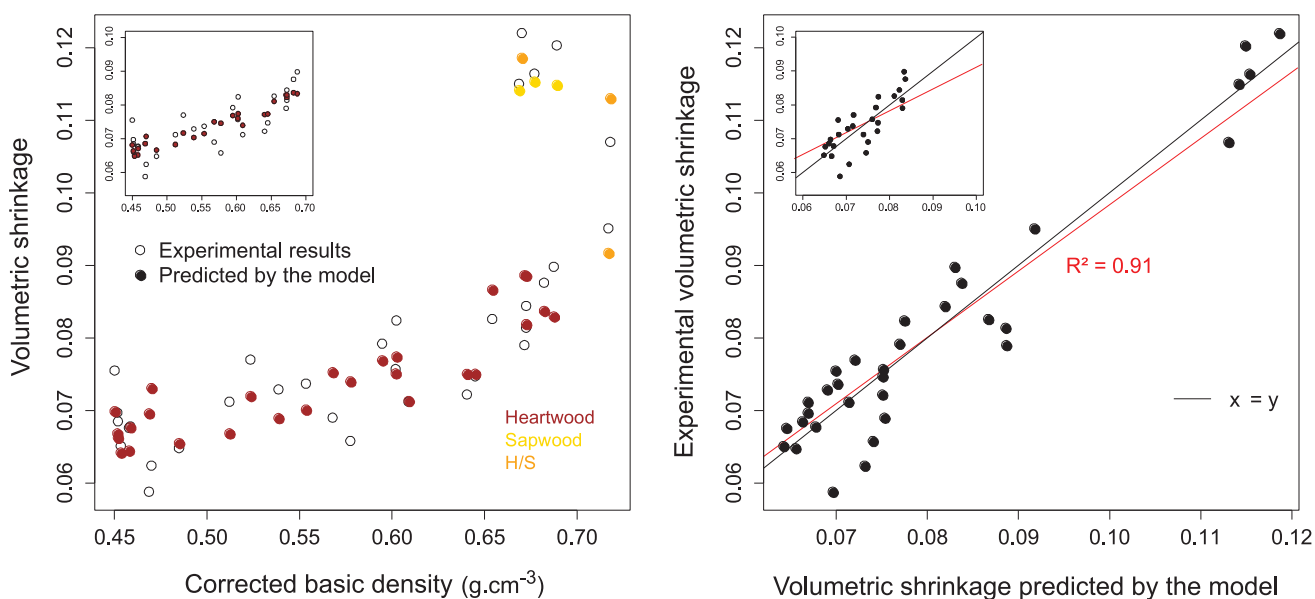 0.12
0.11
0.10
0.09
0.08
0.07
0.06
Volumetric shrinkage
0.10
0.09
0.08
0.07
0.06
0.45 0.50 0.55 0.60 0.65 0.70
Experimental results
Predicted by the model
Heartwood
Sapwood
H/S
0.45 0.50 0.55 0.60 0.65 0.70
Corrected basic density (g.cm⁻³)
0.12
0.11
0.10
0.09
0.08
0.07
0.06
Experimental volumetric shrinkage
0.10
0.09
0.08
0.07
0.06
0.06 0.07 0.08 0.09 0.10
R² = 0.91
x = y
0.07 0.08 0.09 0.10 0.11 0.12
Volumetric shrinkage predicted by the model